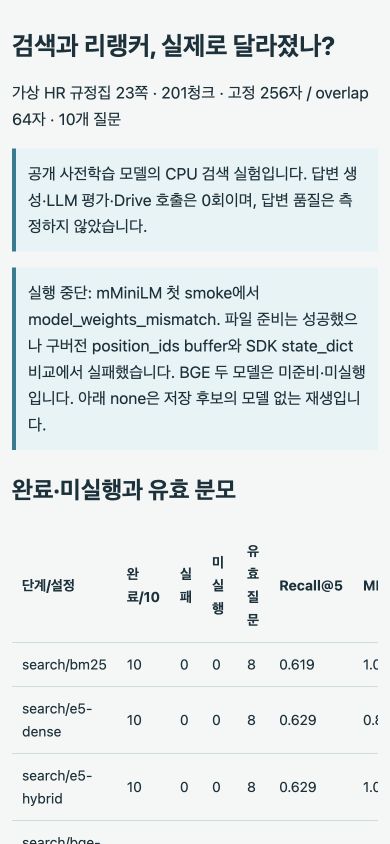 검색과 리랭커, 실제로 달라졌나?
가상 HR 규정집 23쪽 · 201청크 · 고정 256자 / overlap
64자 · 10개 질문
공개 사전학습 모델의 CPU 검색 실험입니다. 답변 생
성·LLM 평가·Drive 호출은 0회이며, 답변 품질은 측
정하지 않았습니다.
실행 중단: mMiniLM 첫 smoke에서
model_weights_mismatch. 파일 준비는 성공했으
나 구버전 position_ids buffer와 SDK state_dict
비교에서 실패했습니다. BGE 두 모델은 미준비·미실행
입니다. 아래 none은 저장 후보의 모델 없는 재생입니
다.
완료·미실행과 유효 분모
단계/설정 완료/10 실패 미실행 유효질문 Recall@5
search/bm25 10 0 0 8 0.619
search/e5-dense 10 0 0 8 0.629
search/e5-hybrid 10 0 0 8 0.629
search/bge-